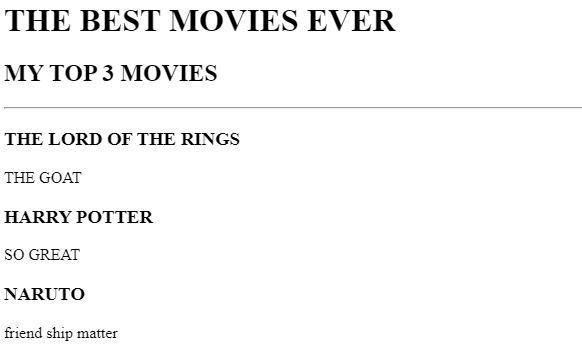 THE BEST MOVIES EVER
MY TOP 3 MOVIES
THE LORD OF THE RINGS
THE GOAT
HARRY POTTER
SO GREAT
NARUTO
friend ship matter